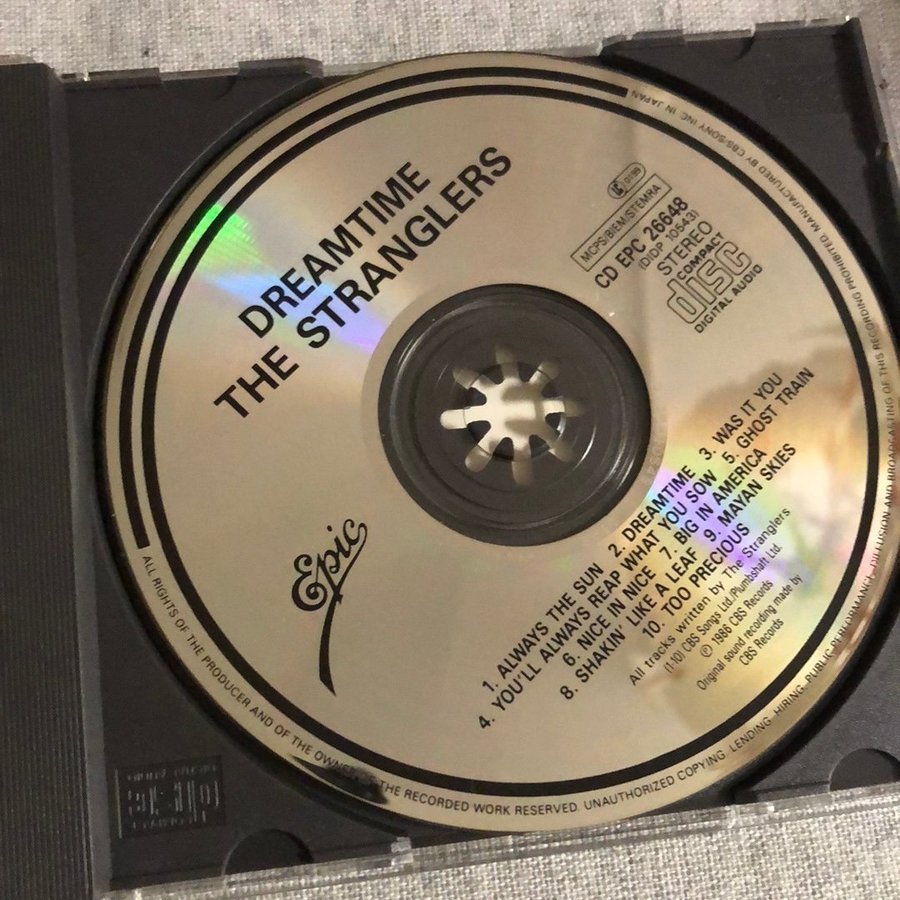 DREAMTIME
THE STRANGLERS
MCPS/BIEM/STEMRA
CD EPC 26648
(DIDP 10543)
STEREO
COMPACT
disc
DIGITAL AUDIO
Epic
1. ALWAYS THE SUN 2. DREAMTIME 3. WAS IT YOU
4. YOU'LL ALWAYS REAP WHAT YOU SOW 5. GHOST TRAIN
6. NICE IN NICE 7. BIG IN AMERICA
8. SHAKIN' LIKE A LEAF 9. MAYAN SKIES
10. TOO PRECIOUS
All tracks written by The Stranglers
(1-10) CBS Songs Ltd./Plumbshaft Ltd.
℗ 1986 CBS Records
Original sound recording made by
CBS Records
ALL RIGHTS OF THE PRODUCER AND OF THE OWNER OF THE RECORDED WORK RESERVED. UNAUTHORIZED COPYING, LENDING, HIRING, PUBLIC PERFORMANCE, DIFFUSION AND BROADCASTING OF THIS RECORDING PROHIBITED. MANUFACTURED BY CBS/SONY INC. IN JAPAN